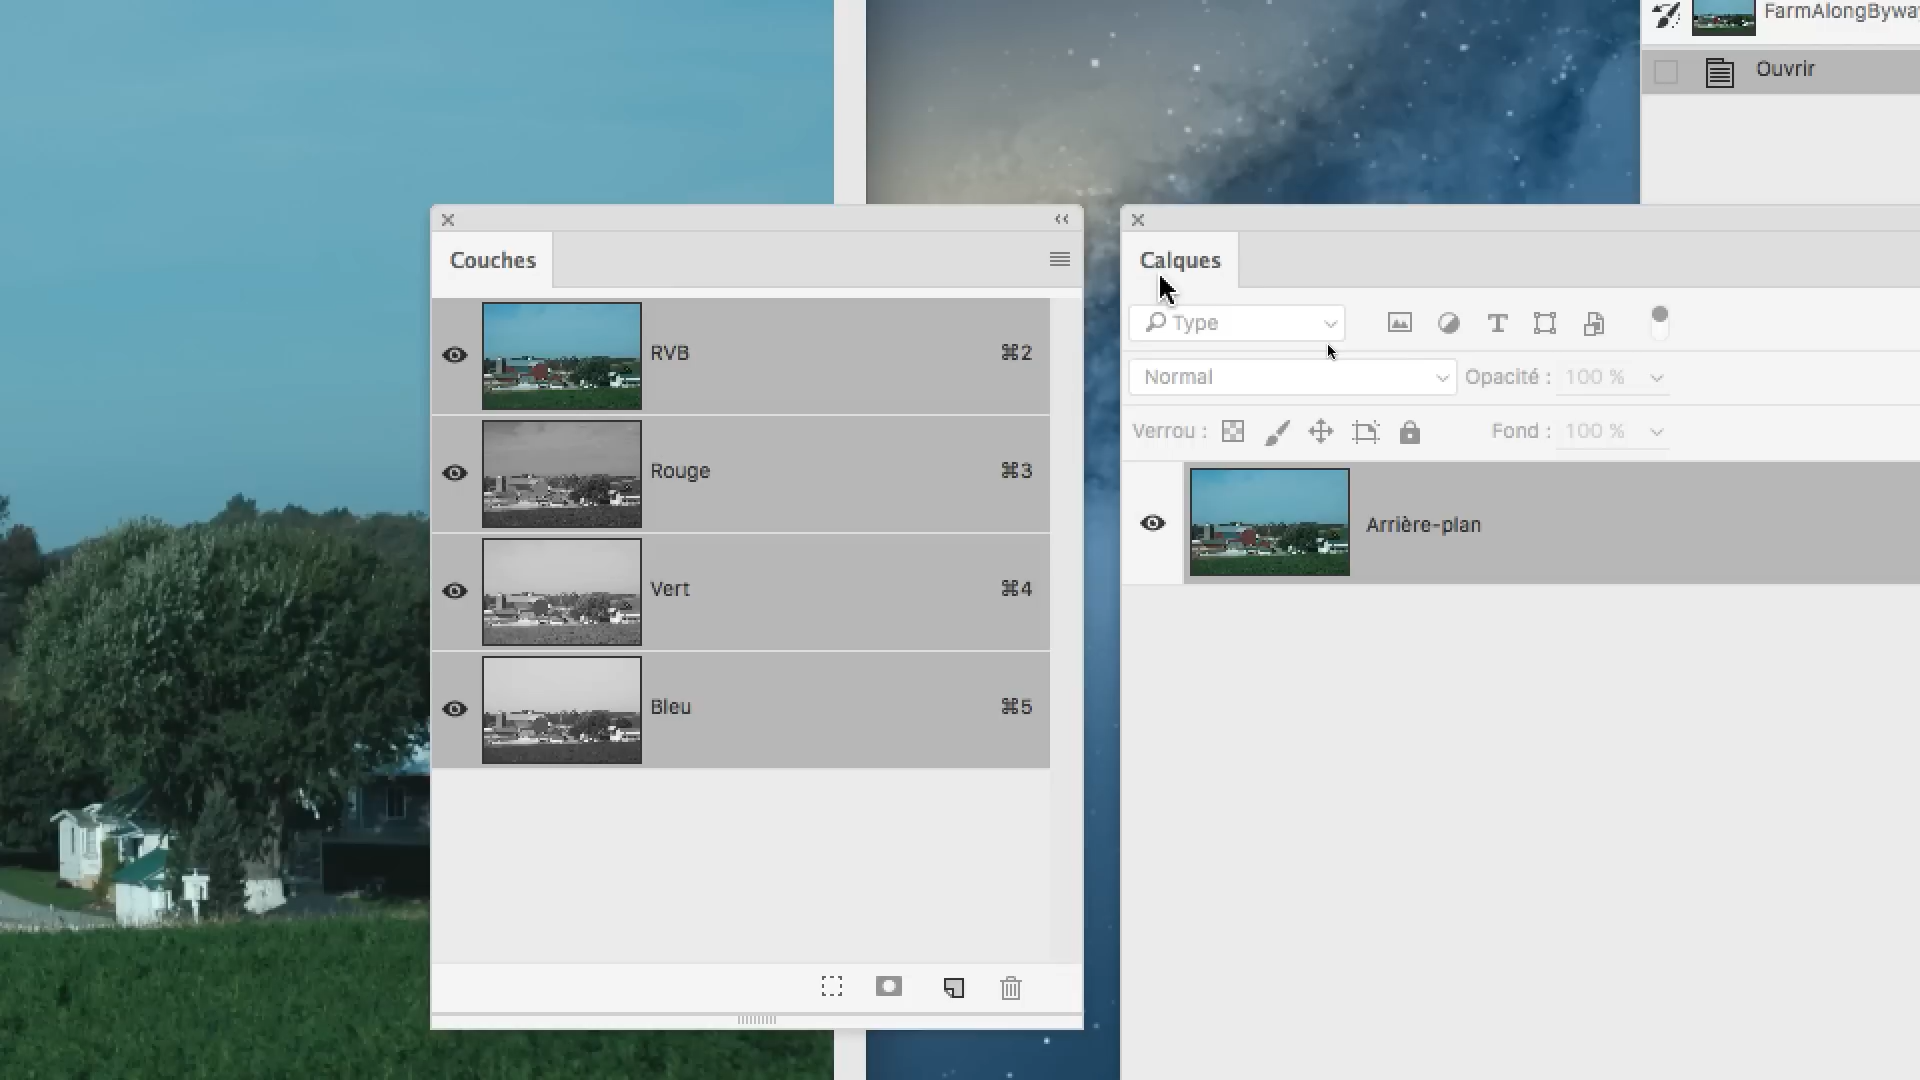 FarmAlongByway
Ouvrir
Couches
RVB ⌘2
Rouge ⌘3
Vert ⌘4
Bleu ⌘5
Calques
Type
Normal Opacité : 100 %
Verrou : Fond : 100 %
Arrière-plan